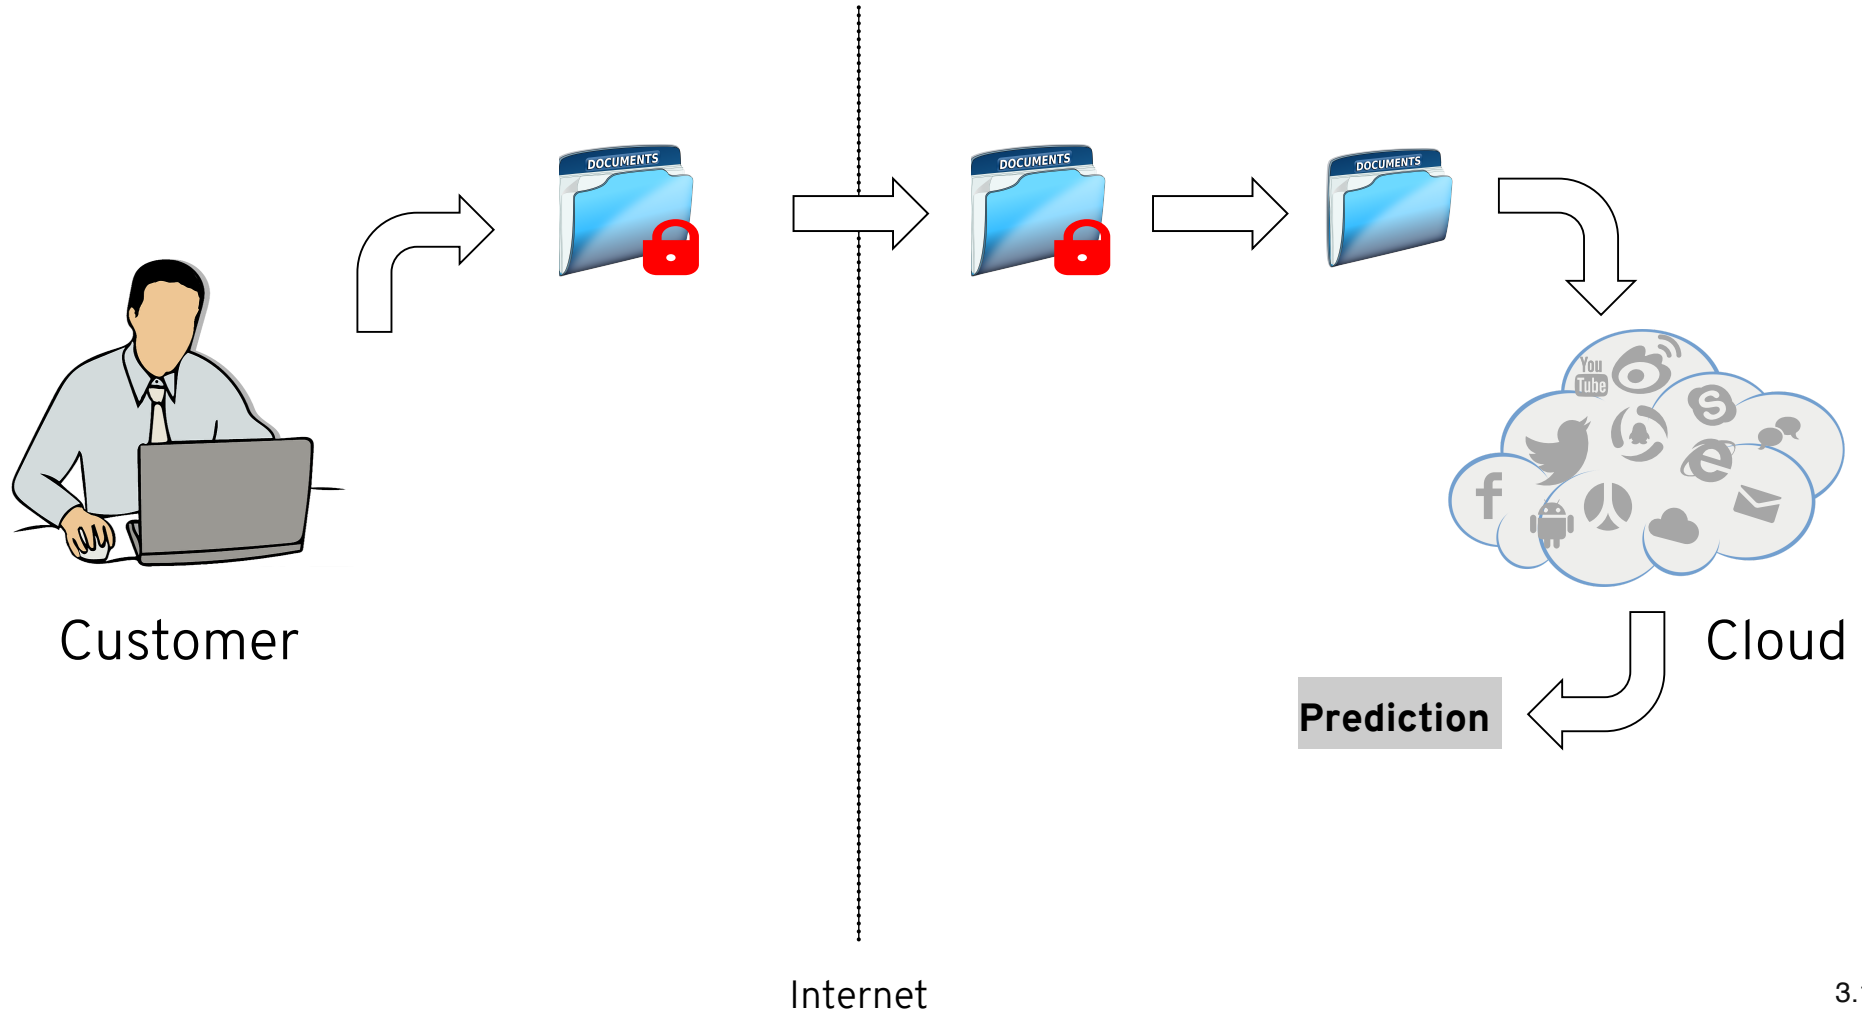 DOCUMENTS
DOCUMENTS
DOCUMENTS
You
Tube
Customer
Cloud
Prediction
Internet
3.